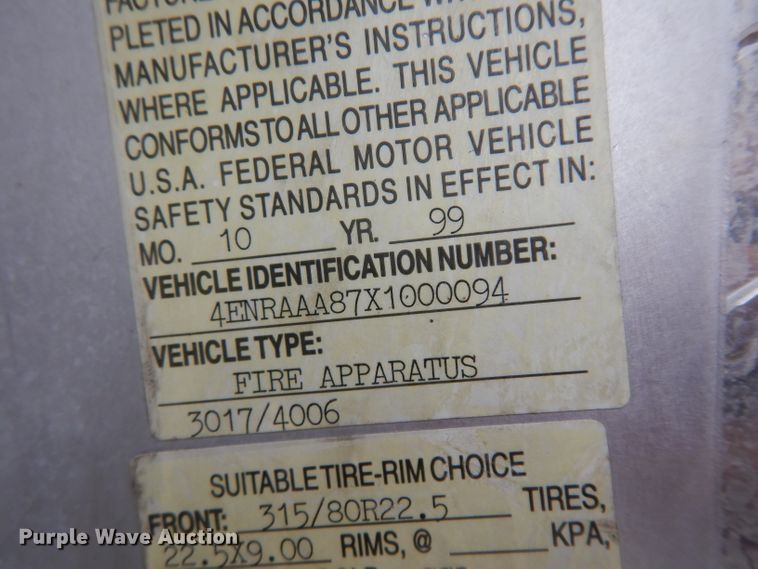 PLETED IN ACCORDANCE
MANUFACTURER'S INSTRUCTIONS,
WHERE APPLICABLE. THIS VEHICLE
CONFORMS TO ALL OTHER APPLICABLE
U.S.A. FEDERAL MOTOR VEHICLE
SAFETY STANDARDS IN EFFECT IN:
MO. 10 YR. 99
VEHICLE IDENTIFICATION NUMBER:
4ENRAAA87X1000094
VEHICLE TYPE:
FIRE APPARATUS
3017/4006
SUITABLE TIRE-RIM CHOICE
FRONT: 315/80R22.5 TIRES,
22.5X9.00 RIMS, @ KPA,
Purple Wave Auction